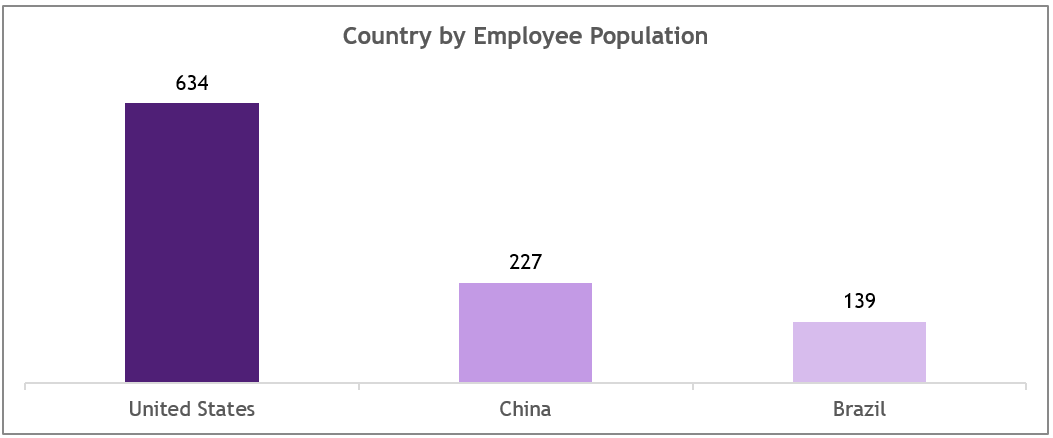 Country by Employee Population
634
227
139
United States
China
Brazil